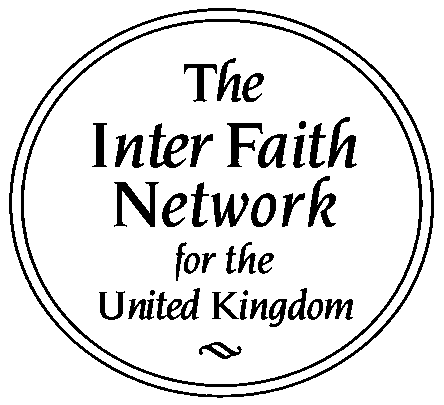 The
Inter Faith
Network
for the
United Kingdom